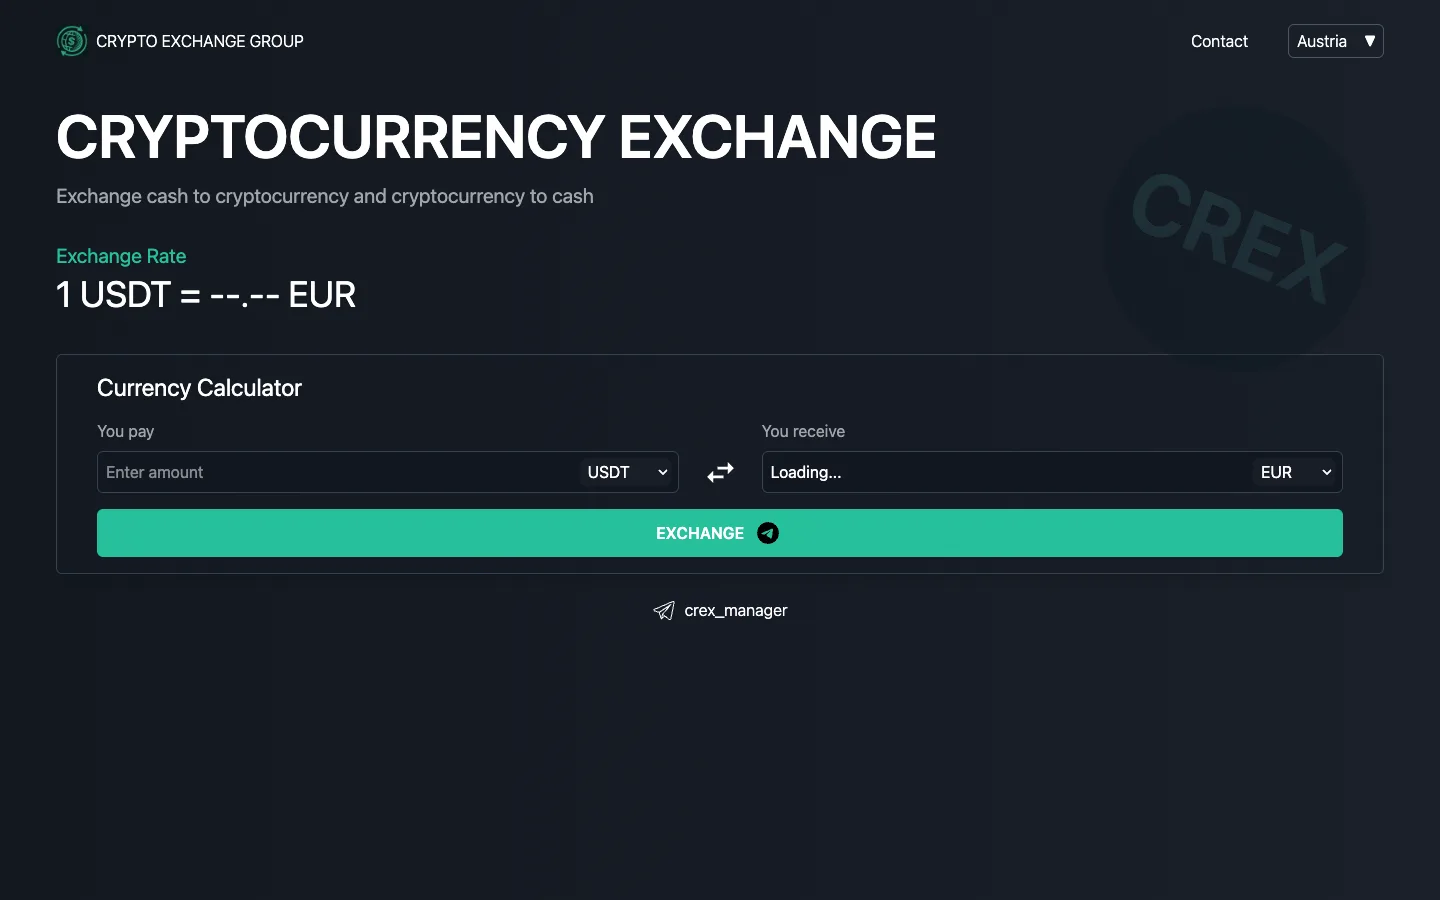 CRYPTO EXCHANGE GROUP
Contact
Austria ▼
CRYPTOCURRENCY EXCHANGE
Exchange cash to cryptocurrency and cryptocurrency to cash
CREX
Exchange Rate
1 USDT = --.-- EUR
Currency Calculator
You pay
You receive
Enter amount
USDT
Loading...
EUR
EXCHANGE
crex_manager